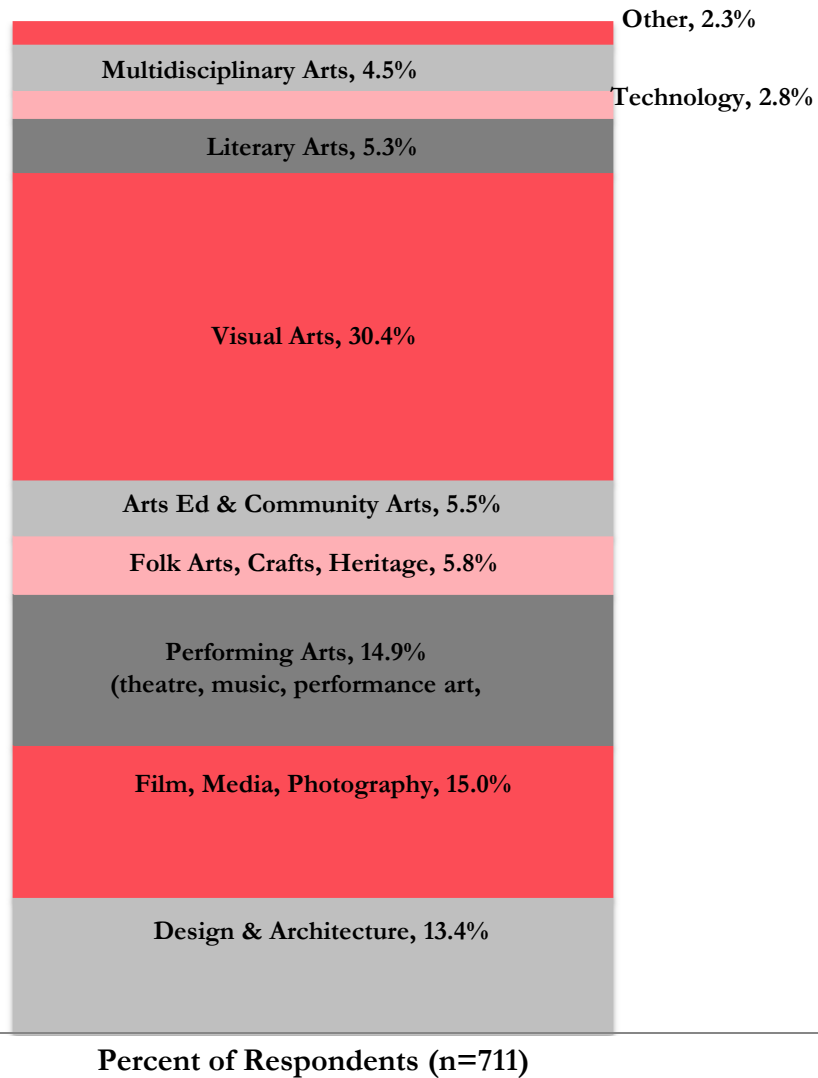 Other, 2.3%
Multidisciplinary Arts, 4.5%
Technology, 2.8%
Literary Arts, 5.3%
Visual Arts, 30.4%
Arts Ed & Community Arts, 5.5%
Folk Arts, Crafts, Heritage, 5.8%
Performing Arts, 14.9%
(theatre, music, performance art,
Film, Media, Photography, 15.0%
Design & Architecture, 13.4%
Percent of Respondents (n=711)